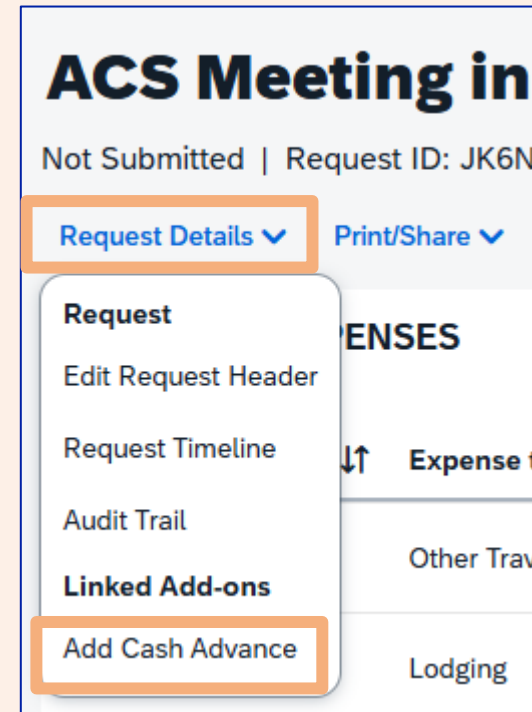 ACS Meeting in
Not Submitted | Request ID: JK6N
Request Details Print/Share
Request
Edit Request Header
Request Timeline
Audit Trail
Linked Add-ons
Add Cash Advance
PENSES
Expense t
Other Trav
Lodging